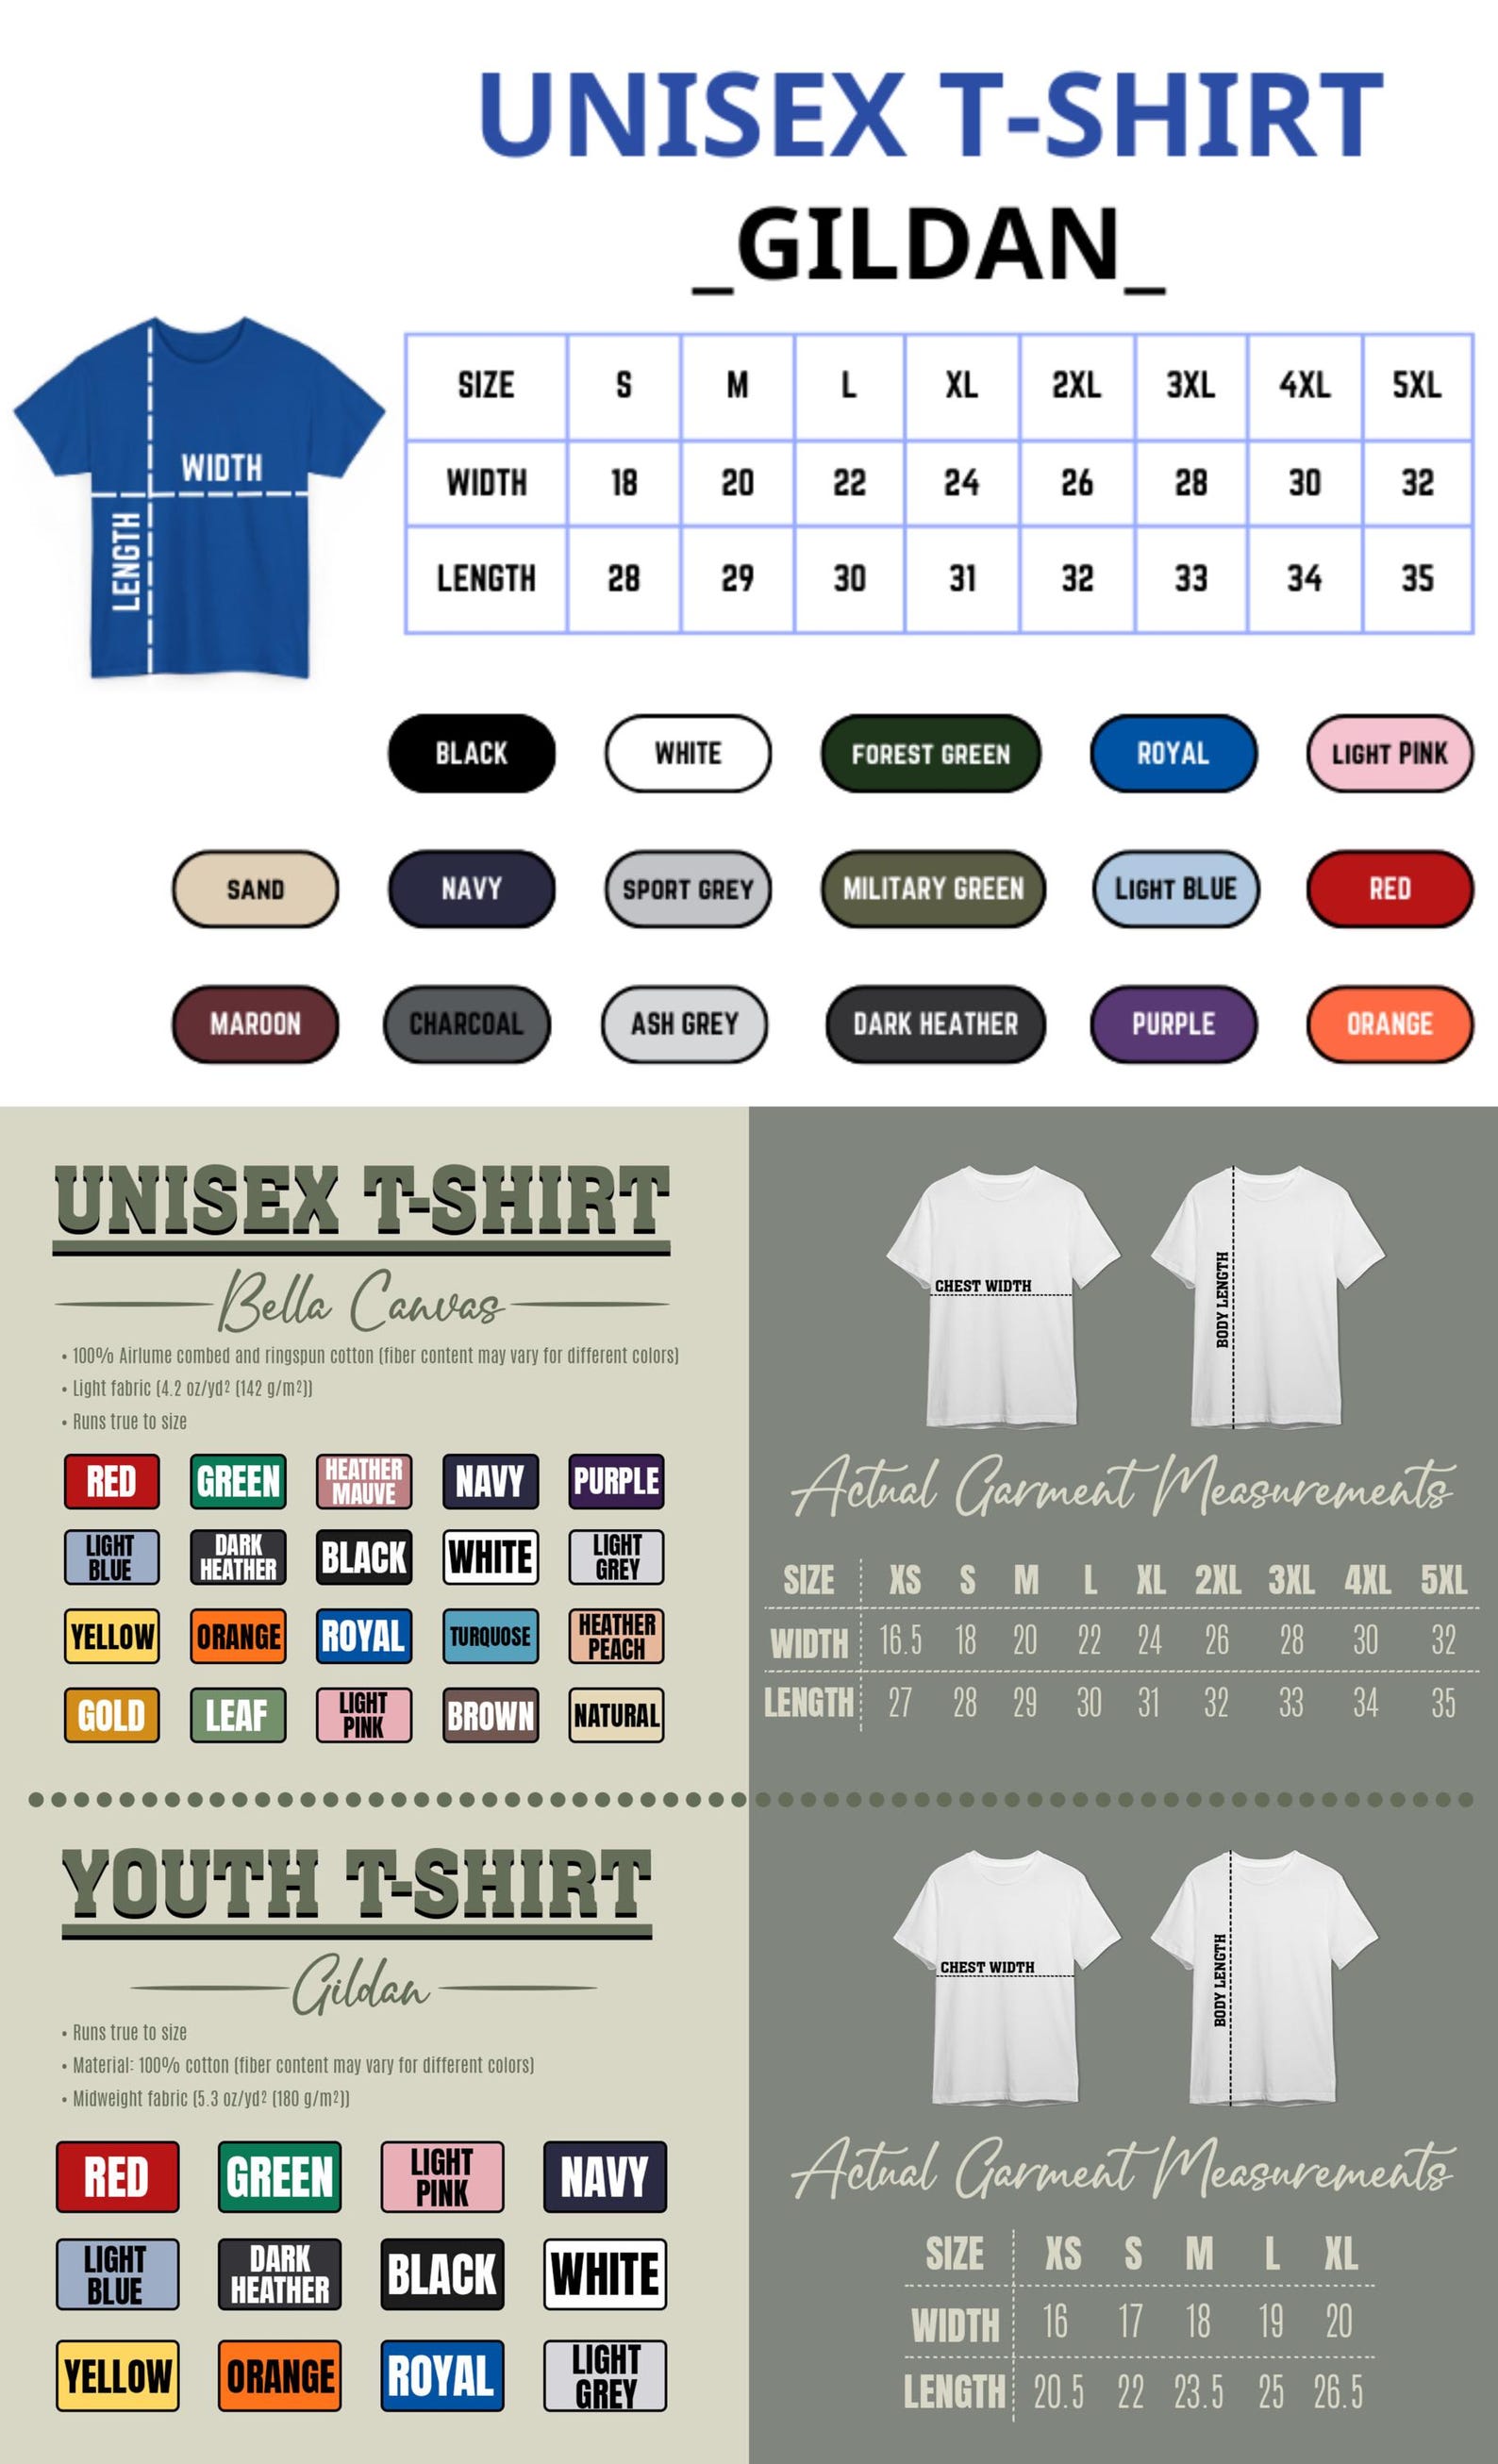 UNISEX T-SHIRT
_GILDAN_
WIDTH
LENGTH
SIZE S M L XL 2XL 3XL 4XL 5XL
WIDTH 18 20 22 24 26 28 30 32
LENGTH 28 29 30 31 32 33 34 35
BLACK WHITE FOREST GREEN ROYAL LIGHT PINK
SAND NAVY SPORT GREY MILITARY GREEN LIGHT BLUE RED
MAROON CHARCOAL ASH GREY DARK HEATHER PURPLE ORANGE
UNISEX T-SHIRT
Bella Canvas
• 100% Airlume combed and ringspun cotton (fiber content may vary for different colors)
• Light fabric (4.2 oz/yd² (142 g/m²))
• Runs true to size
RED GREEN HEATHER MAUVE NAVY PURPLE
LIGHT BLUE DARK HEATHER BLACK WHITE LIGHT GREY
YELLOW ORANGE ROYAL TURQUOSE HEATHER PEACH
GOLD LEAF LIGHT PINK BROWN NATURAL
CHEST WIDTH
BODY LENGTH
Actual Garment Measurements
SIZE XS S M L XL 2XL 3XL 4XL 5XL
WIDTH 16.5 18 20 22 24 26 28 30 32
LENGTH 27 28 29 30 31 32 33 34 35
YOUTH T-SHIRT
Gildan
• Runs true to size
• Material: 100% cotton (fiber content may vary for different colors)
• Midweight fabric (5.3 oz/yd² (180 g/m²))
RED GREEN LIGHT PINK NAVY
LIGHT BLUE DARK HEATHER BLACK WHITE
YELLOW ORANGE ROYAL LIGHT GREY
CHEST WIDTH
BODY LENGTH
Actual Garment Measurements
SIZE XS S M L XL
WIDTH 16 17 18 19 20
LENGTH 20.5 22 23.5 25 26.5